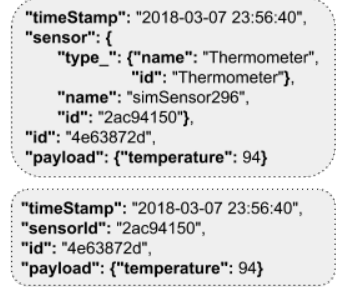 "timeStamp": "2018-03-07 23:56:40",
"sensor": {
"type_": {"name": "Thermometer",
"id": "Thermometer"},
"name": "simSensor296",
"id": "2ac94150"},
"id": "4e63872d",
"payload": {"temperature": 94}
"timeStamp": "2018-03-07 23:56:40",
"sensorId": "2ac94150",
"id": "4e63872d",
"payload": {"temperature": 94}